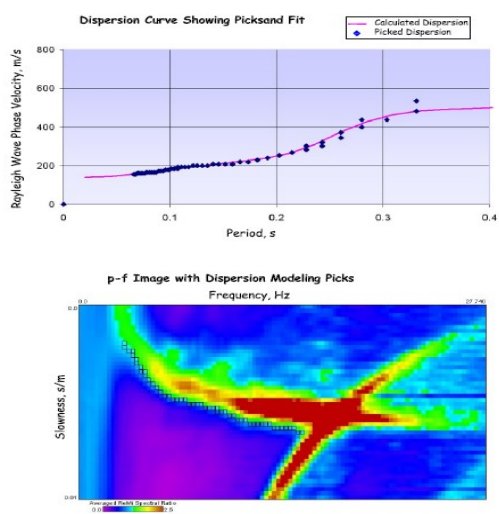 Dispersion Curve Showing Picksand Fit
Calculated Dispersion
Picked Dispersion
Rayleigh Wave Phase Velocity, m/s
800
600
400
200
0
0
0.1
0.2
0.3
0.4
Period, s
p-f Image with Dispersion Modeling Picks
Frequency, Hz
0.0
27.740
0.0
Slowness, s/m
0.01
Averaged ReMi Spectral Ratio
0.0
2.5